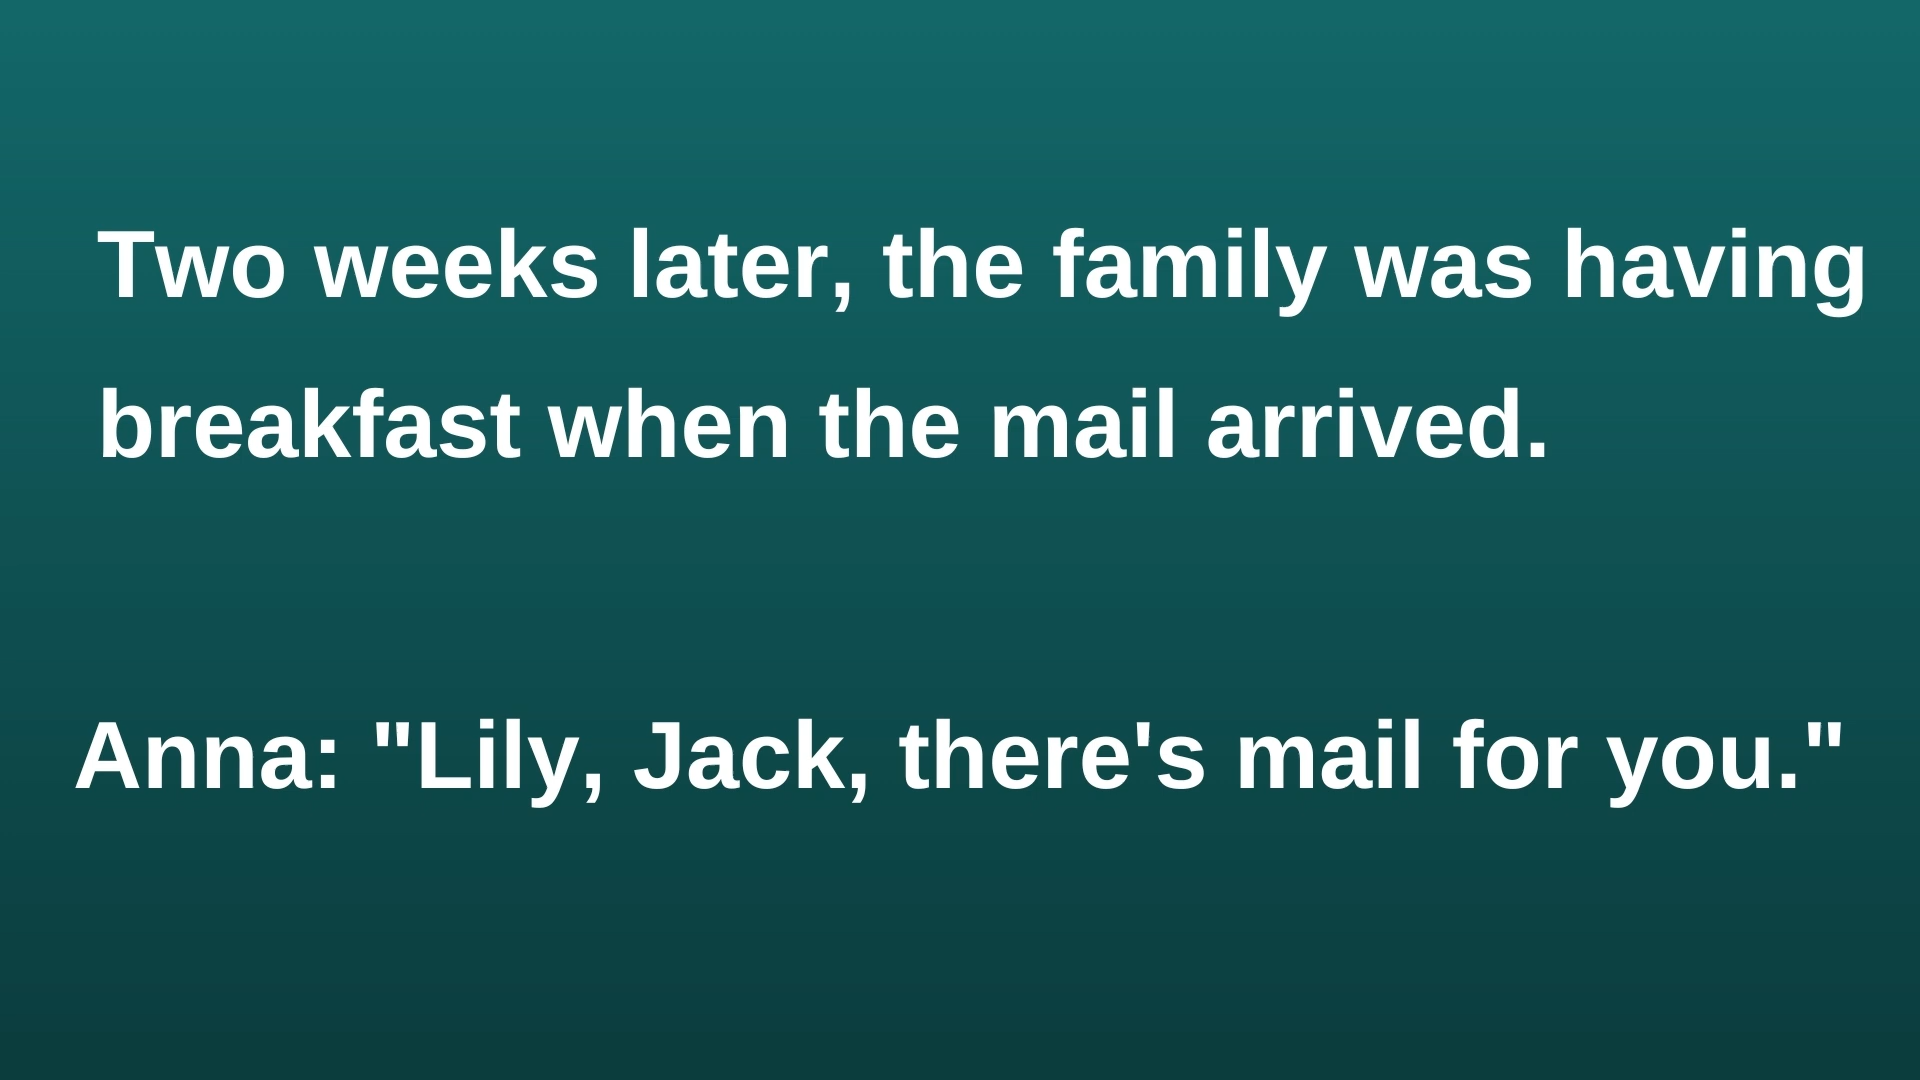 Two weeks later, the family was having
breakfast when the mail arrived.
Anna: "Lily, Jack, there's mail for you."